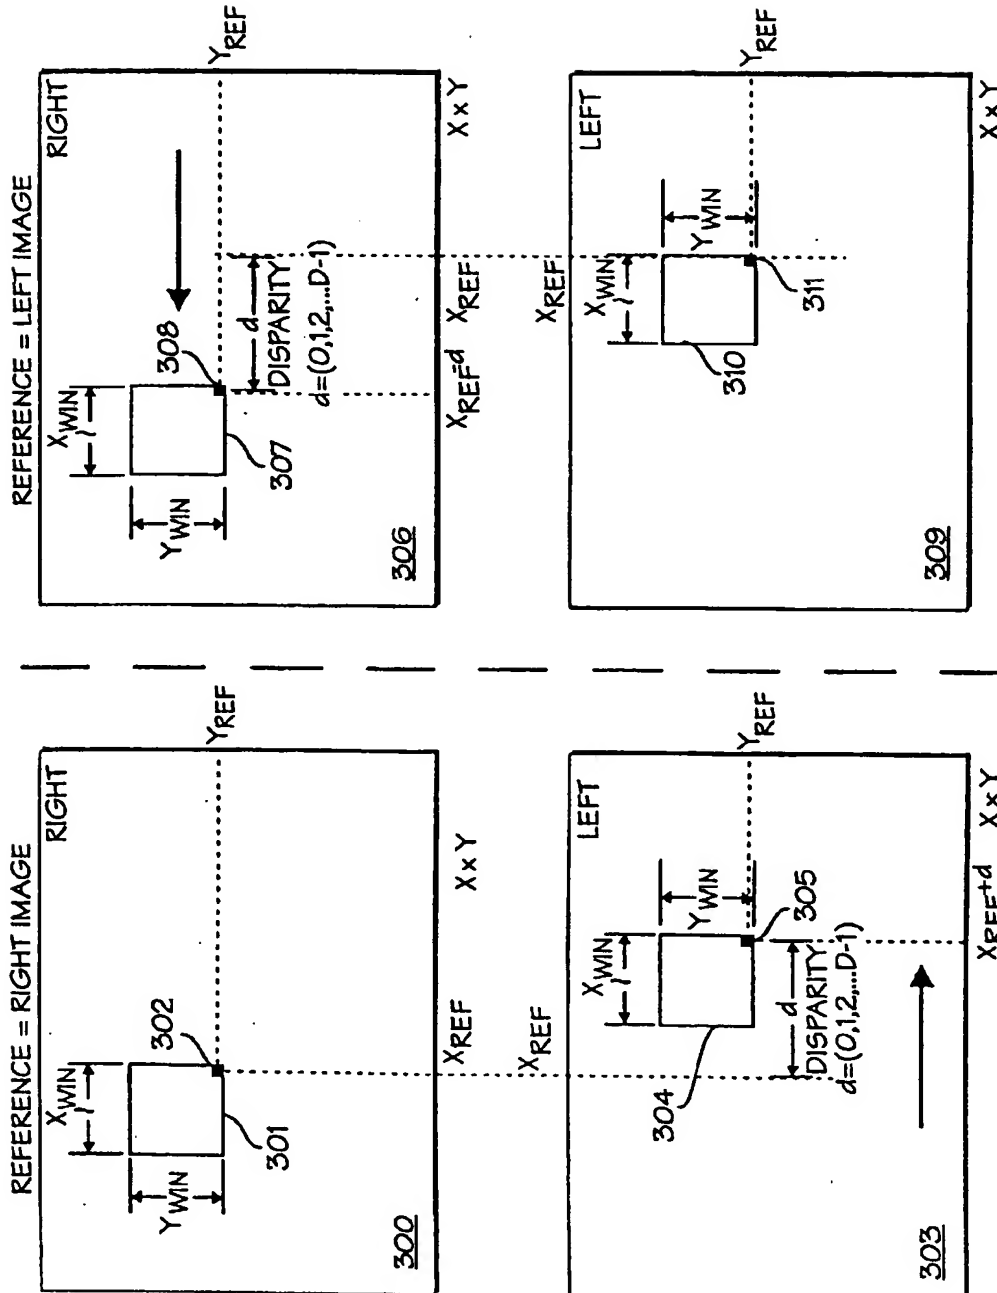 REFERENCE = RIGHT IMAGE
RIGHT
X_WIN
Y_WIN
302
301
Y_REF
300
X_REF
X x Y
LEFT
X_REF
X_WIN
Y_WIN
304
305
d
DISPARITY
d=(0,1,2,...D-1)
Y_REF
303
X_REF+d
X x Y
REFERENCE = LEFT IMAGE
RIGHT
X_WIN
Y_WIN
308
307
d
DISPARITY
d=(0,1,2,...D-1)
Y_REF
306
X_REF-d
X_REF
X x Y
LEFT
X_REF
X_WIN
Y_WIN
310
311
Y_REF
309
X x Y